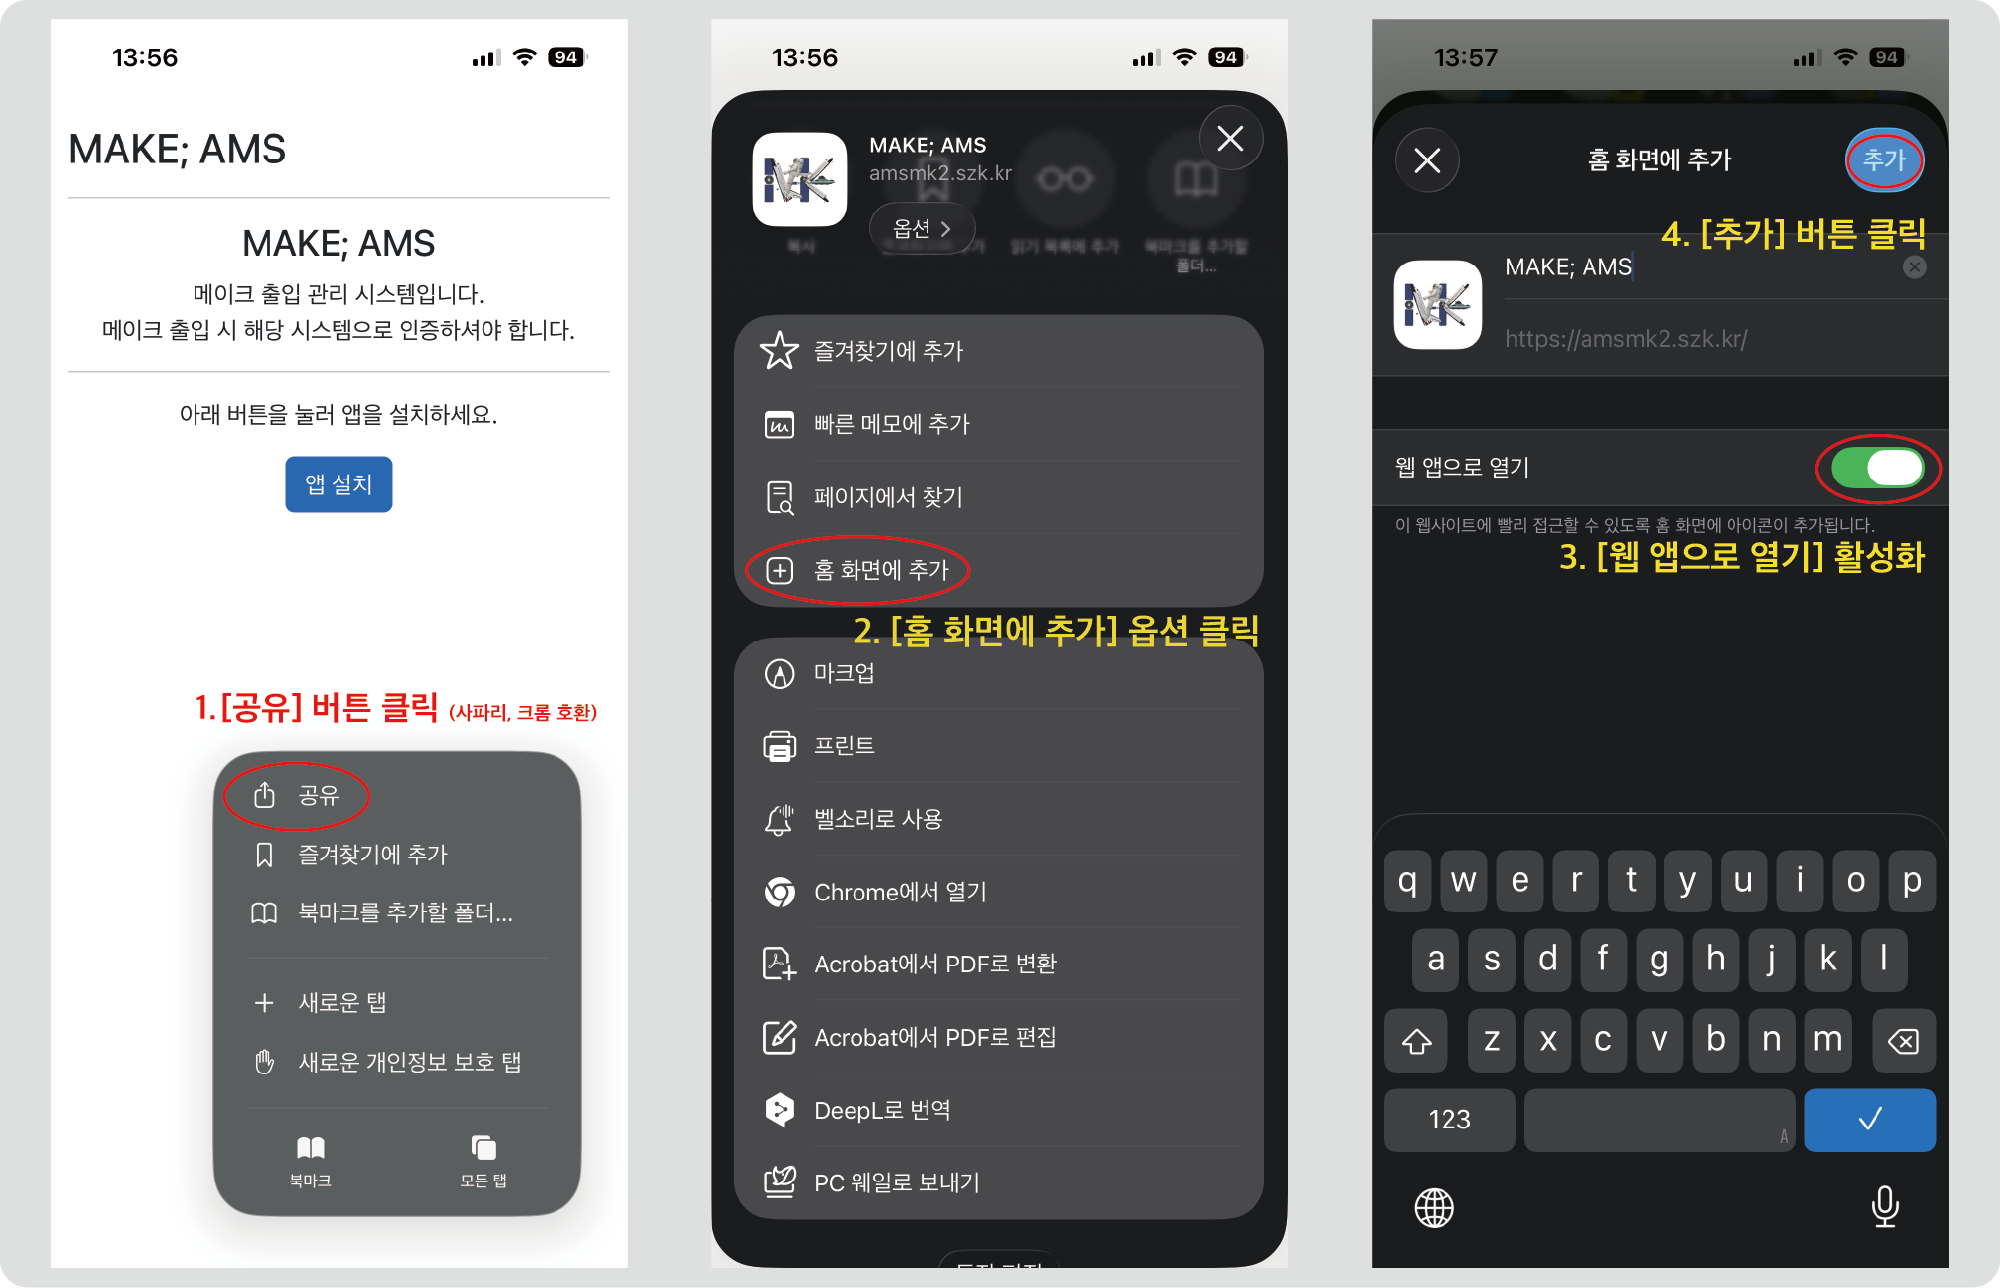 13:56
94
MAKE; AMS
MAKE; AMS
메이크 출입 관리 시스템입니다.
메이크 출입 시 해당 시스템으로 인증하셔야 합니다.
아래 버튼을 눌러 앱을 설치하세요.
앱 설치
1. [공유] 버튼 클릭 (사파리, 크롬 호환)
공유
즐겨찾기에 추가
북마크를 추가할 폴더...
새로운 탭
새로운 개인정보 보호 탭
북마크
모든 탭
13:56
94
MAKE; AMS
amsmk2.szk.kr
옵션
복사
읽기 목록에 추가
북마크를 추가할
폴더...
즐겨찾기에 추가
빠른 메모에 추가
페이지에서 찾기
홈 화면에 추가
2. [홈 화면에 추가] 옵션 클릭
마크업
프린트
벨소리로 사용
Chrome에서 열기
Acrobat에서 PDF로 변환
Acrobat에서 PDF로 편집
DeepL로 번역
PC 웨일로 보내기
13:57
94
홈 화면에 추가
추가
4. [추가] 버튼 클릭
MAKE; AMS
https://amsmk2.szk.kr/
웹 앱으로 열기
이 웹사이트에 빨리 접근할 수 있도록 홈 화면에 아이콘이 추가됩니다.
3. [웹 앱으로 열기] 활성화
q w e r t y u i o p
a s d f g h j k l
z x c v b n m
123
A